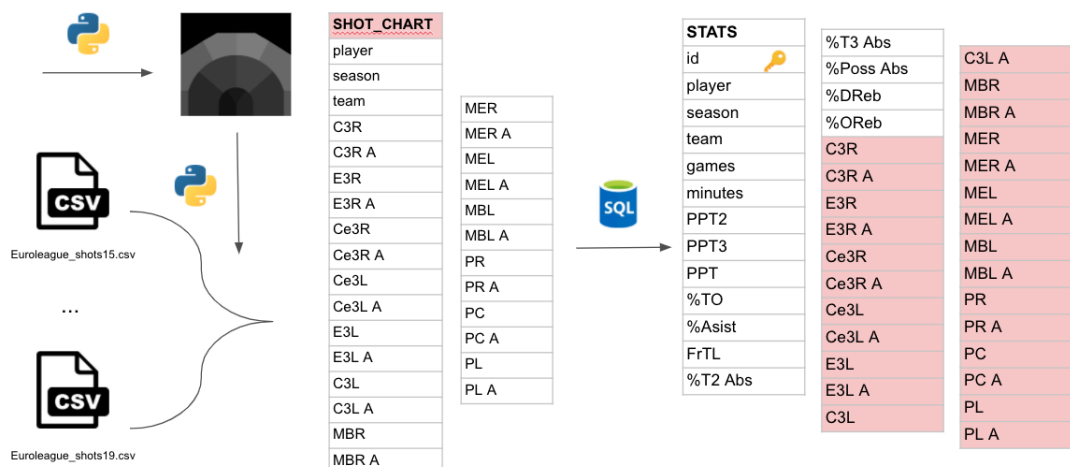 CSV
Euroleague_shots15.csv
...
CSV
Euroleague_shots19.csv
SHOT_CHART
player
season
team
C3R
C3R A
E3R
E3R A
Ce3R
Ce3R A
Ce3L
Ce3L A
E3L
E3L A
C3L
C3L A
MBR
MBR A
MER
MER A
MEL
MEL A
MBL
MBL A
PR
PR A
PC
PC A
PL
PL A
SQL
STATS
id
player
season
team
games
minutes
PPT2
PPT3
PPT
%TO
%Asist
FrTL
%T2 Abs
%T3 Abs
%Poss Abs
%DReb
%OReb
C3R
C3R A
E3R
E3R A
Ce3R
Ce3R A
Ce3L
Ce3L A
E3L
E3L A
C3L
C3L A
MBR
MBR A
MER
MER A
MEL
MEL A
MBL
MBL A
PR
PR A
PC
PC A
PL
PL A